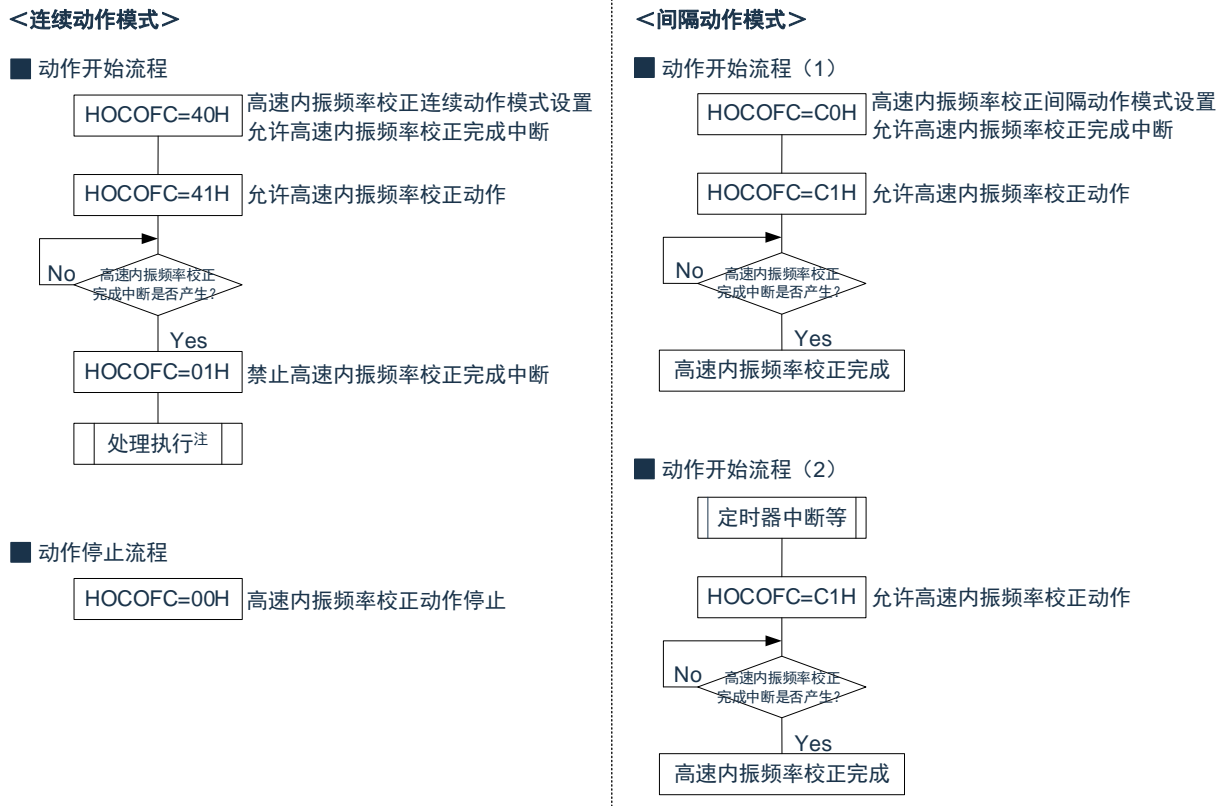 <连续动作模式>
■ 动作开始流程
HOCOFC=40H
高速内振频率校正连续动作模式设置
允许高速内振频率校正完成中断
HOCOFC=41H
允许高速内振频率校正动作
No
高速内振频率校正
完成中断是否产生?
Yes
HOCOFC=01H
禁止高速内振频率校正完成中断
处理执行注
■ 动作停止流程
HOCOFC=00H
高速内振频率校正动作停止
<间隔动作模式>
■ 动作开始流程（1）
HOCOFC=C0H
高速内振频率校正间隔动作模式设置
允许高速内振频率校正完成中断
HOCOFC=C1H
允许高速内振频率校正动作
No
高速内振频率校正
完成中断是否产生?
Yes
高速内振频率校正完成
■ 动作开始流程（2）
定时器中断等
HOCOFC=C1H
允许高速内振频率校正动作
No
高速内振频率校正
完成中断是否产生?
Yes
高速内振频率校正完成